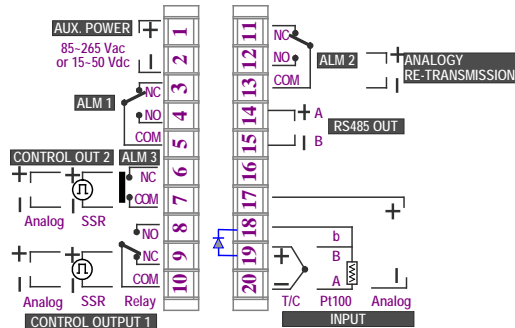 AUX. POWER
85~265 Vac
or 15~50 Vdc
ALM 1
NC
NO
COM
CONTROL OUT 2
ALM 3
NC
COM
Analog
SSR
NO
NC
COM
Analog
SSR
Relay
CONTROL OUTPUT 1
1
2
3
4
5
6
7
8
9
10
11
12
13
14
15
16
17
18
19
20
NC
NO
COM
ALM 2
ANALOGY
RE-TRANSMISSION
A
RS485 OUT
B
b
B
A
T/C
Pt100
Analog
INPUT